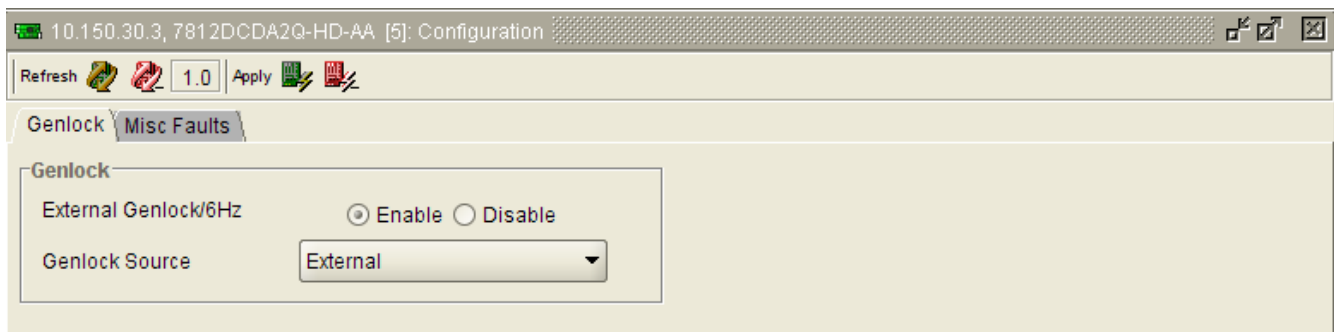 10.150.30.3, 7812DCDA2Q-HD-AA [5]: Configuration
Refresh 1.0 Apply
Genlock Misc Faults
Genlock
External Genlock/6Hz Enable Disable
Genlock Source External